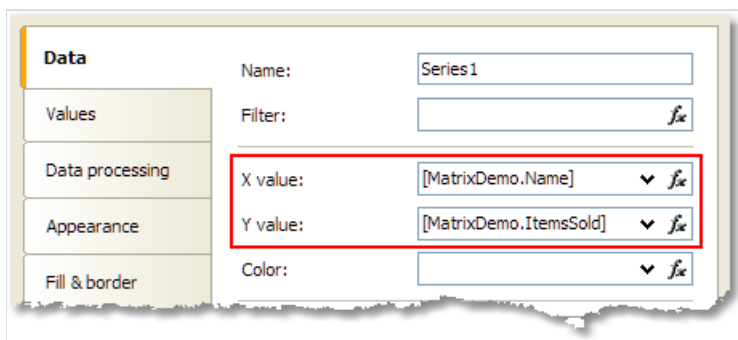 Data
Name: Series1
Values
Filter: fx
Data processing
X value: [MatrixDemo.Name] fx
Appearance
Y value: [MatrixDemo.ItemsSold] fx
Fill & border
Color: fx